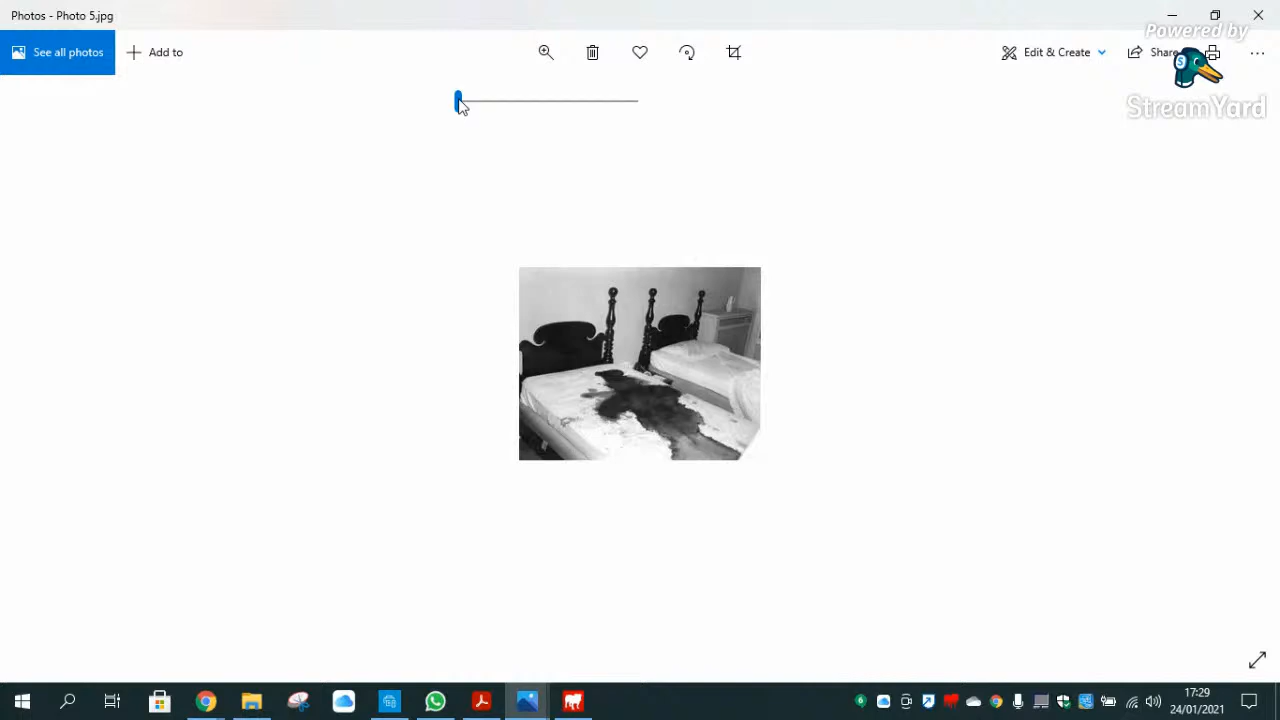 Photos - Photo 5.jpg
Powered by
See all photos
Add to
Edit & Create
Share
S
StreamYard
17:29
24/01/2021